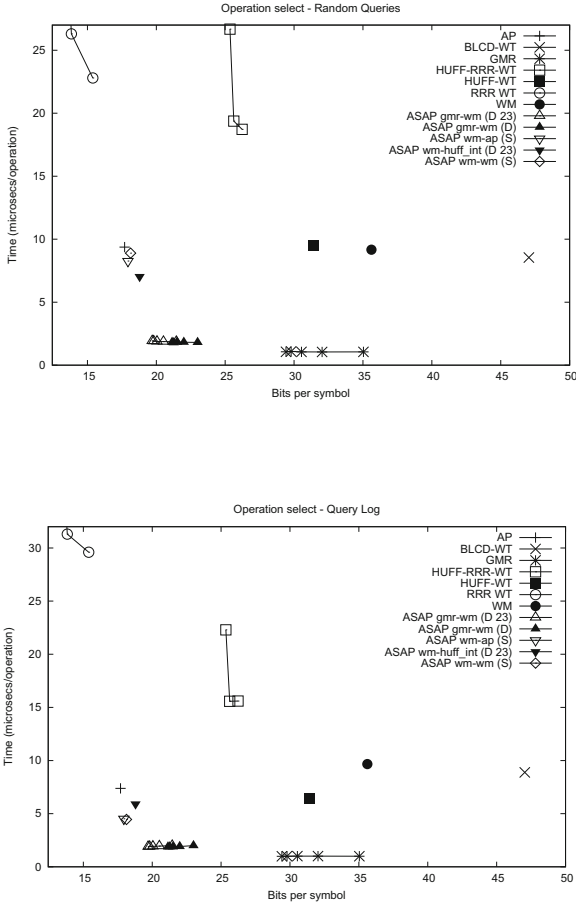 Operation select - Random Queries
25
20
15
10
5
0
Time (microsecs/operation)
AP
BLCD-WT
GMR
HUFF-RRR-WT
HUFF-WT
RRR WT
WM
ASAP gmr-wm (D 23)
ASAP gmr-wm (D)
ASAP wm-ap (S)
ASAP wm-huff_int (D 23)
ASAP wm-wm (S)
15 20 25 30 35 40 45 50
Bits per symbol
Operation select - Query Log
30
25
20
15
10
5
0
Time (microsecs/operation)
AP
BLCD-WT
GMR
HUFF-RRR-WT
HUFF-WT
RRR WT
WM
ASAP gmr-wm (D 23)
ASAP gmr-wm (D)
ASAP wm-ap (S)
ASAP wm-huff_int (D 23)
ASAP wm-wm (S)
15 20 25 30 35 40 45 50
Bits per symbol